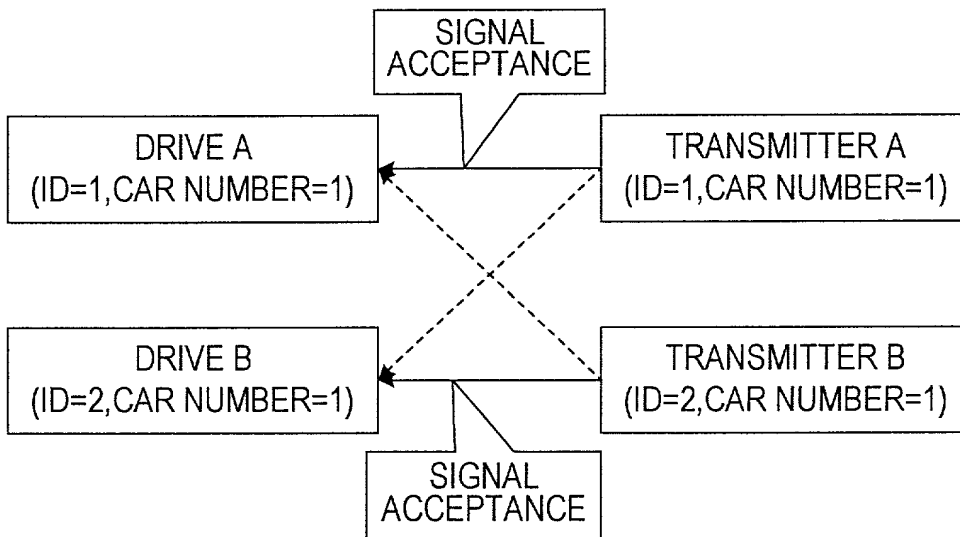 SIGNAL
ACCEPTANCE
DRIVE A
(ID=1,CAR NUMBER=1)
TRANSMITTER A
(ID=1,CAR NUMBER=1)
DRIVE B
(ID=2,CAR NUMBER=1)
TRANSMITTER B
(ID=2,CAR NUMBER=1)
SIGNAL
ACCEPTANCE